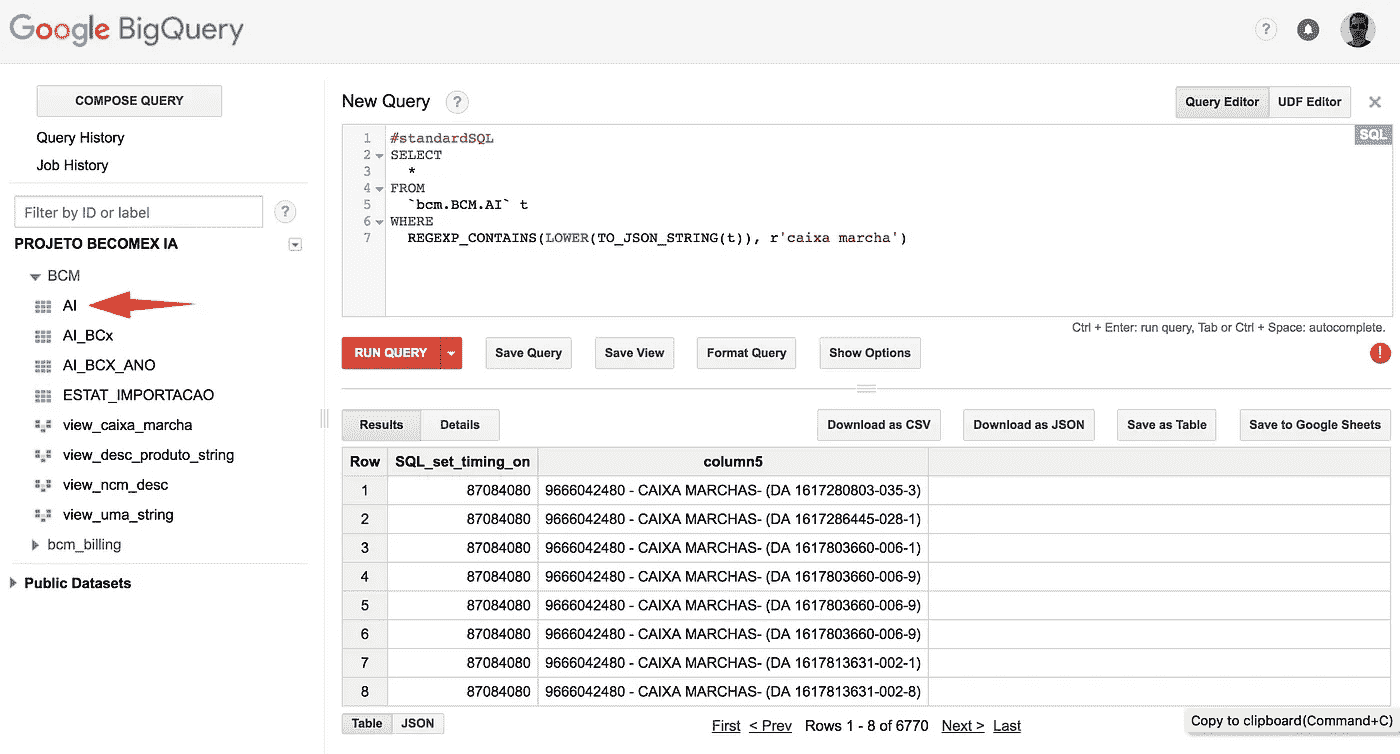 Google BigQuery
?
COMPOSE QUERY
Query History
Job History
Filter by ID or label
?
PROJETO BECOMEX IA
BCM
AI
AI_BCx
AI_BCX_ANO
ESTAT_IMPORTACAO
view_caixa_marcha
view_desc_produto_string
view_ncm_desc
view_uma_string
bcm_billing
Public Datasets
New Query ?
Query Editor UDF Editor ×
SQL
1 #standardSQL
2 SELECT
3 *
4 FROM
5 `bcm.BCM.AI` t
6 WHERE
7 REGEXP_CONTAINS(LOWER(TO_JSON_STRING(t)), r'caixa marcha')
Ctrl + Enter: run query, Tab or Ctrl + Space: autocomplete.
RUN QUERY Save Query Save View Format Query Show Options !
Results Details Download as CSV Download as JSON Save as Table Save to Google Sheets
Row SQL_set_timing_on column5
1 87084080 9666042480 - CAIXA MARCHAS- (DA 1617280803-035-3)
2 87084080 9666042480 - CAIXA MARCHAS- (DA 1617286445-028-1)
3 87084080 9666042480 - CAIXA MARCHAS- (DA 1617803660-006-1)
4 87084080 9666042480 - CAIXA MARCHAS- (DA 1617803660-006-9)
5 87084080 9666042480 - CAIXA MARCHAS- (DA 1617803660-006-9)
6 87084080 9666042480 - CAIXA MARCHAS- (DA 1617803660-006-9)
7 87084080 9666042480 - CAIXA MARCHAS- (DA 1617813631-002-1)
8 87084080 9666042480 - CAIXA MARCHAS- (DA 1617813631-002-8)
Table JSON First < Prev Rows 1 - 8 of 6770 Next > Last
Copy to clipboard(Command+C)